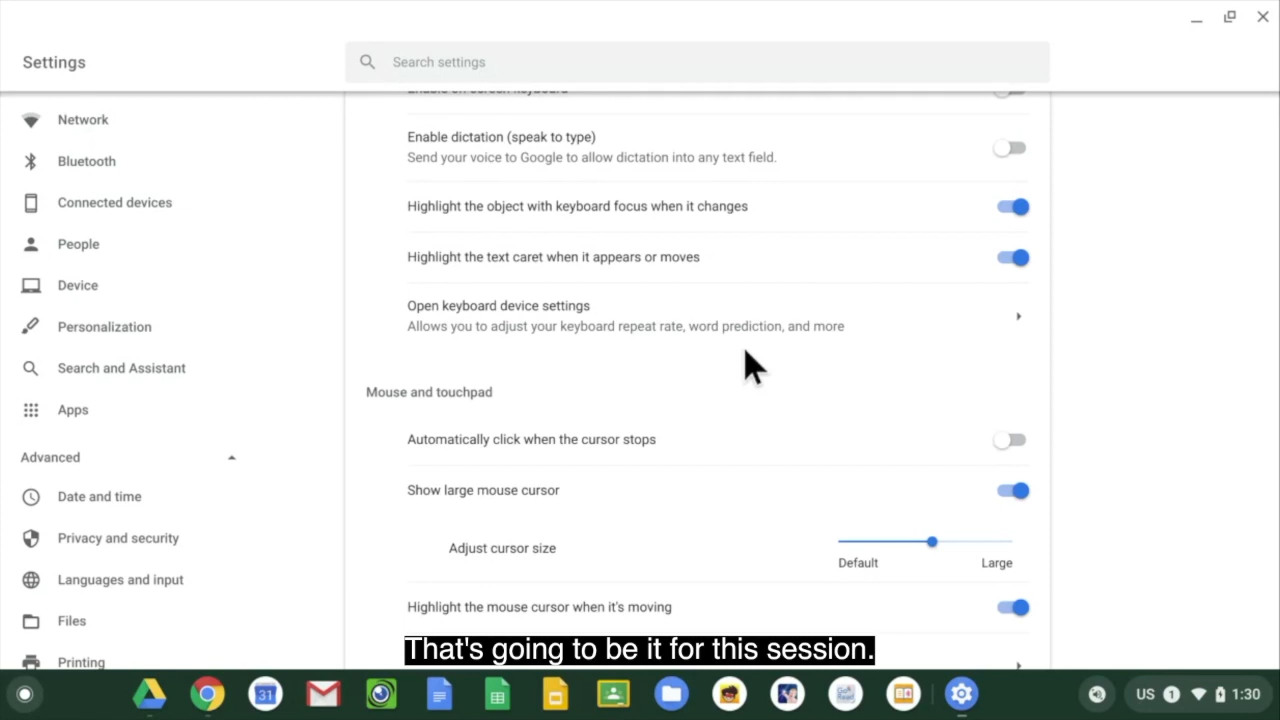 Settings
Search settings
Network
Bluetooth
Connected devices
People
Device
Personalization
Search and Assistant
Apps
Advanced
Date and time
Privacy and security
Languages and input
Files
Printing
Enable dictation (speak to type)
Send your voice to Google to allow dictation into any text field.
Highlight the object with keyboard focus when it changes
Highlight the text caret when it appears or moves
Open keyboard device settings
Allows you to adjust your keyboard repeat rate, word prediction, and more
Mouse and touchpad
Automatically click when the cursor stops
Show large mouse cursor
Adjust cursor size
Default
Large
Highlight the mouse cursor when it's moving
That's going to be it for this session.
31
US
1
1:30